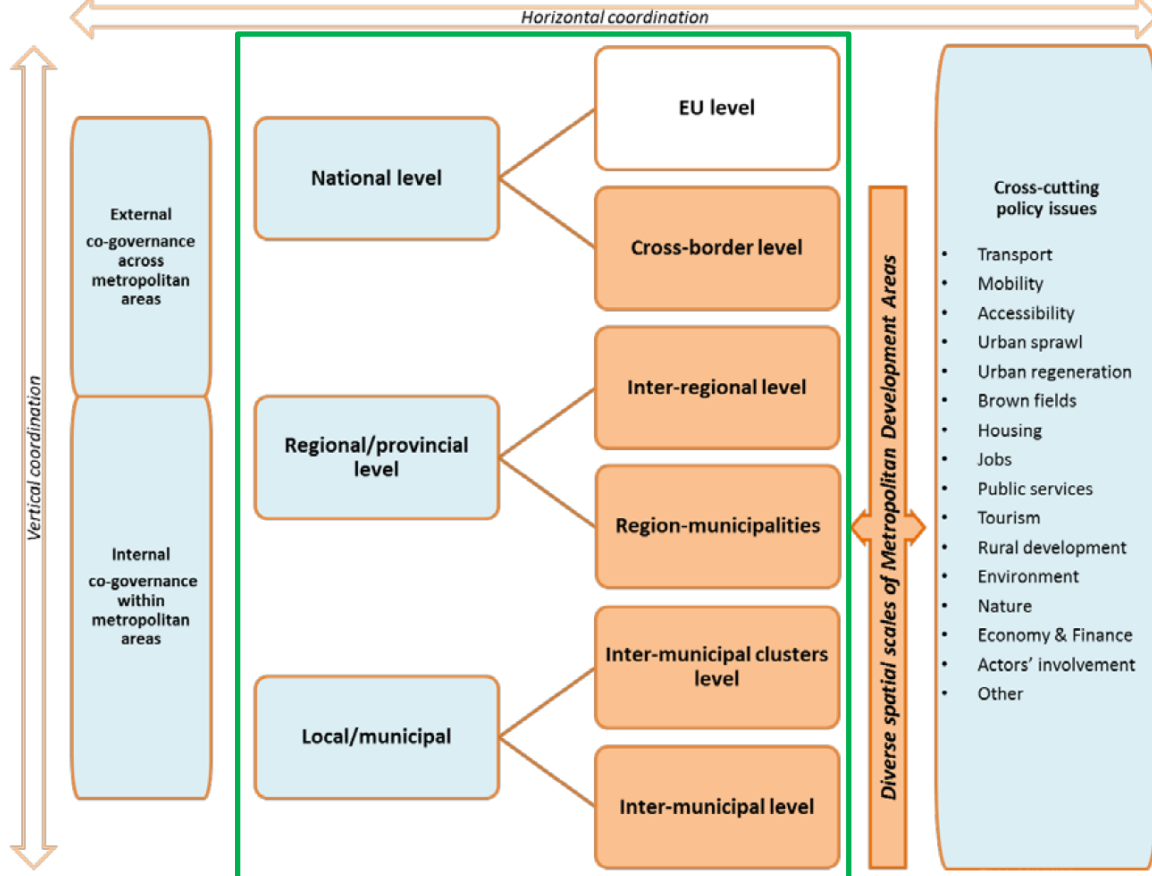 Horizontal coordination
Vertical coordination
External
co-governance
across
metropolitan
areas
Internal
co-governance
within
metropolitan
areas
National level
Regional/provincial
level
Local/municipal
EU level
Cross-border level
Inter-regional level
Region-municipalities
Inter-municipal clusters
level
Inter-municipal level
Diverse spatial scales of Metropolitan Development Areas
Cross-cutting
policy issues
• Transport
• Mobility
• Accessibility
• Urban sprawl
• Urban regeneration
• Brown fields
• Housing
• Jobs
• Public services
• Tourism
• Rural development
• Environment
• Nature
• Economy & Finance
• Actors’ involvement
• Other